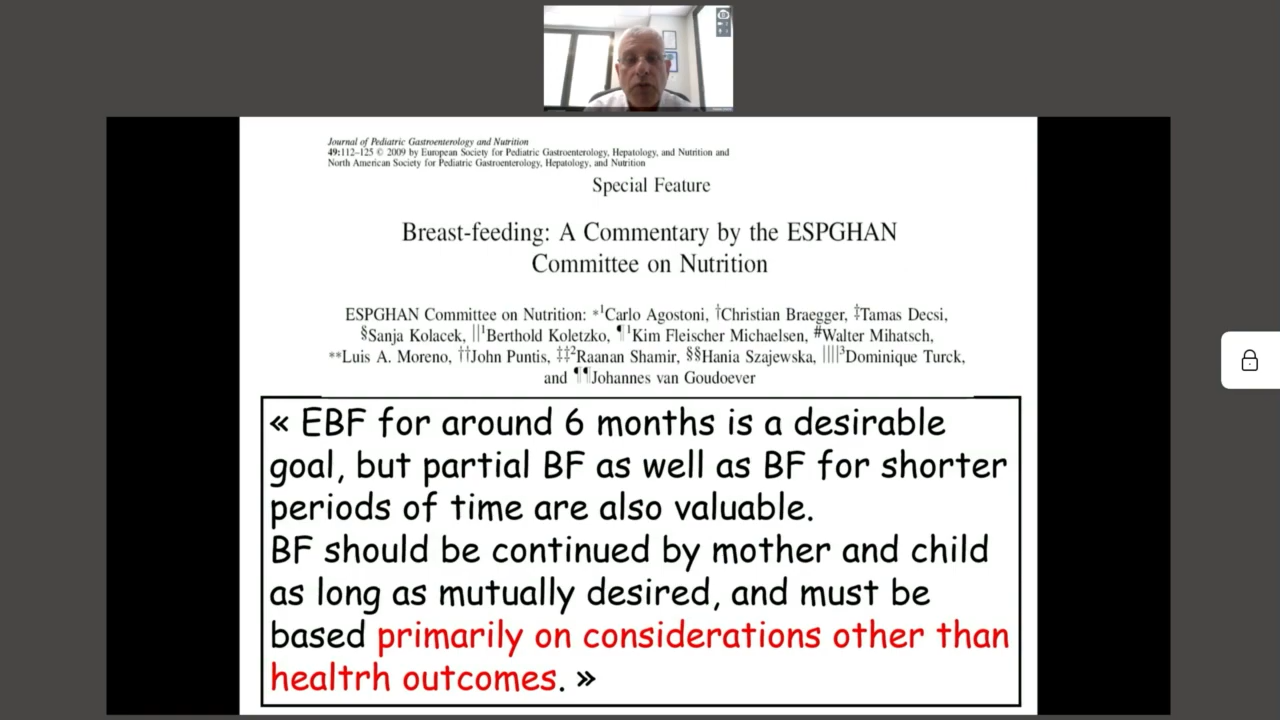 Journal of Pediatric Gastroenterology and Nutrition
49:112–125 © 2009 by European Society for Pediatric Gastroenterology, Hepatology, and Nutrition and
North American Society for Pediatric Gastroenterology, Hepatology, and Nutrition
Special Feature
Breast-feeding: A Commentary by the ESPGHAN
Committee on Nutrition
ESPGHAN Committee on Nutrition: *¹Carlo Agostoni, †Christian Braegger, ‡Tamas Decsi,
§Sanja Kolacek, ||¹Berthold Koletzko, ¶¹Kim Fleischer Michaelsen, #Walter Mihatsch,
**Luis A. Moreno, ††John Puntis, ‡‡²Raanan Shamir, §§Hania Szajewska, ||||³Dominique Turck,
and ¶¶Johannes van Goudoever
« EBF for around 6 months is a desirable
goal, but partial BF as well as BF for shorter
periods of time are also valuable.
BF should be continued by mother and child
as long as mutually desired, and must be
based primarily on considerations other than
healtrh outcomes. »